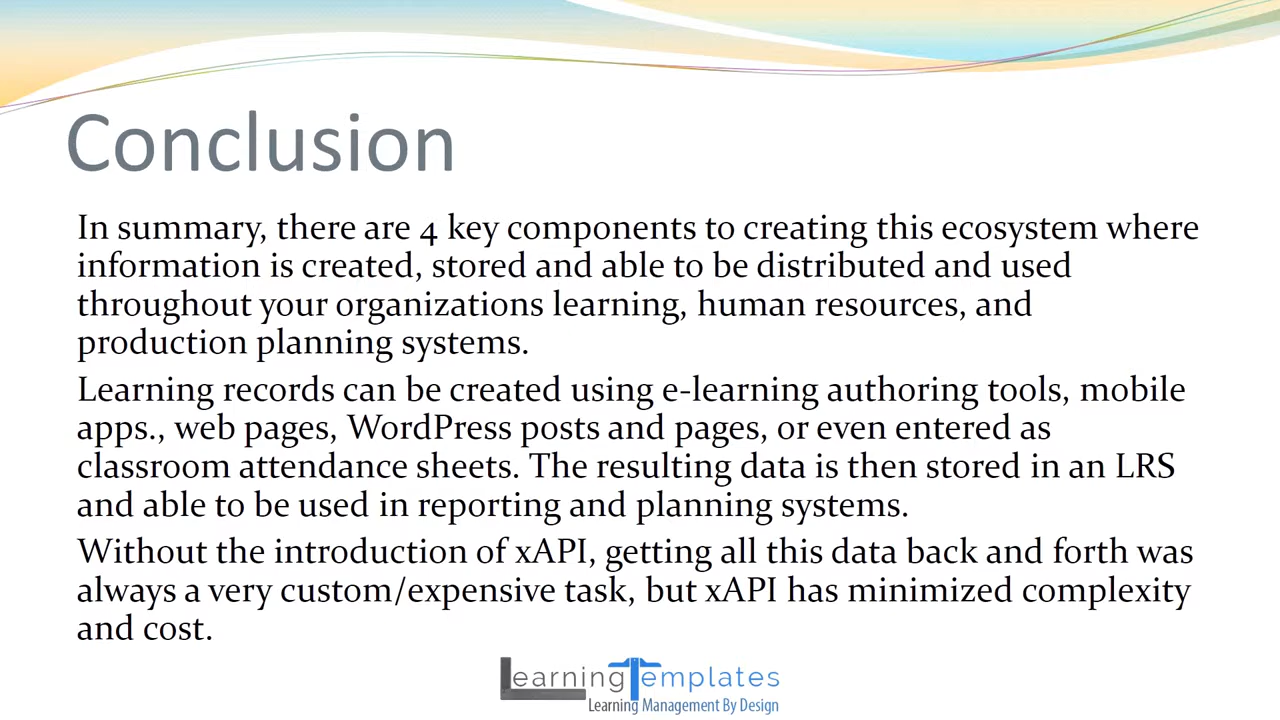 Conclusion
In summary, there are 4 key components to creating this ecosystem where
information is created, stored and able to be distributed and used
throughout your organizations learning, human resources, and
production planning systems.
Learning records can be created using e-learning authoring tools, mobile
apps., web pages, WordPress posts and pages, or even entered as
classroom attendance sheets. The resulting data is then stored in an LRS
and able to be used in reporting and planning systems.
Without the introduction of xAPI, getting all this data back and forth was
always a very custom/expensive task, but xAPI has minimized complexity
and cost.
LearningTemplates
Learning Management By Design